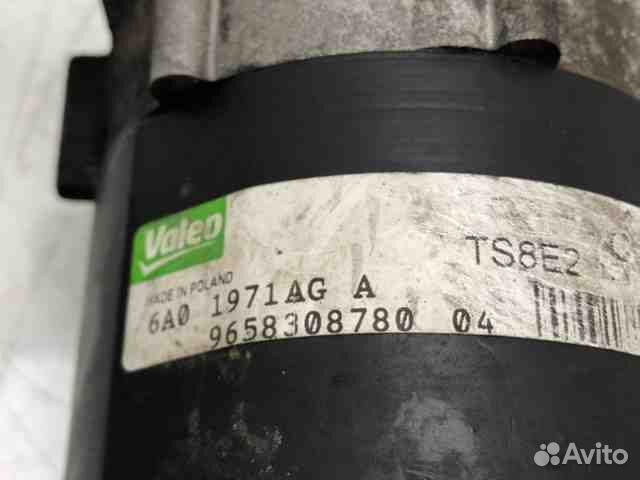 Valeo
MADE IN POLAND
TS8E2
6A0 1971AG A
9658308780 04
Avito